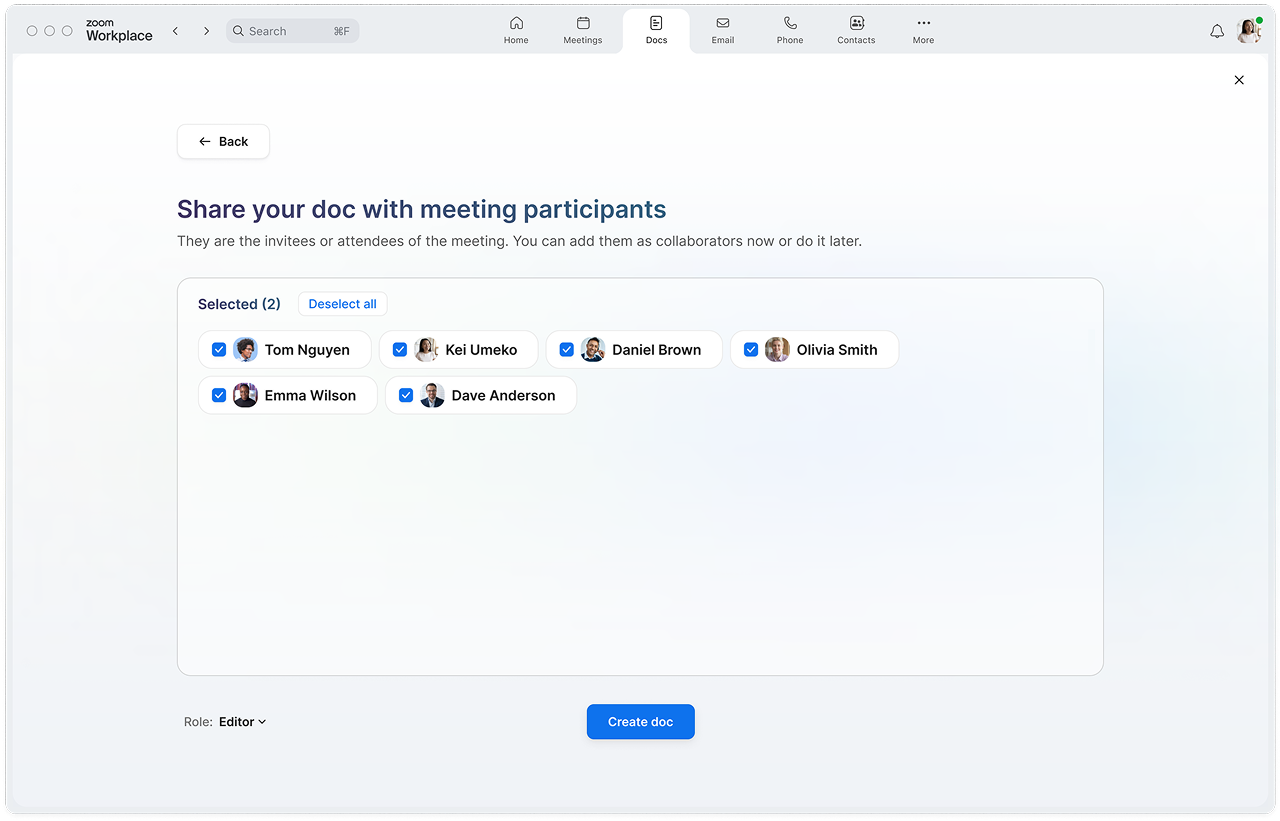 zoom
Workplace
Search ⌘F
Home
Meetings
Docs
Email
Phone
Contacts
More
Back
Share your doc with meeting participants
They are the invitees or attendees of the meeting. You can add them as collaborators now or do it later.
Selected (2) Deselect all
Tom Nguyen Kei Umeko Daniel Brown Olivia Smith
Emma Wilson Dave Anderson
Role: Editor
Create doc